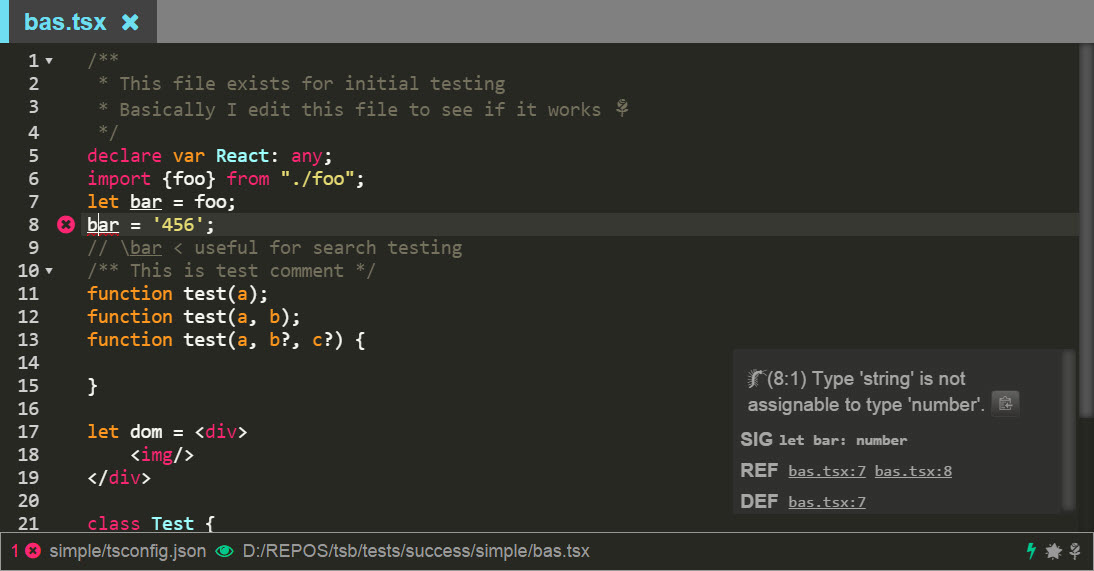 bas.tsx
1 /**
2 * This file exists for initial testing
3 * Basically I edit this file to see if it works
4 */
5 declare var React: any;
6 import {foo} from "./foo";
7 let bar = foo;
8 bar = '456';
9 // \bar < useful for search testing
10 /** This is test comment */
11 function test(a);
12 function test(a, b);
13 function test(a, b?, c?) {
14
15 }
16
17 let dom = <div>
18 <img/>
19 </div>
20
21 class Test {
(8:1) Type 'string' is not
assignable to type 'number'.
SIG let bar: number
REF bas.tsx:7 bas.tsx:8
DEF bas.tsx:7
1 simple/tsconfig.json D:/REPOS/tsb/tests/success/simple/bas.tsx